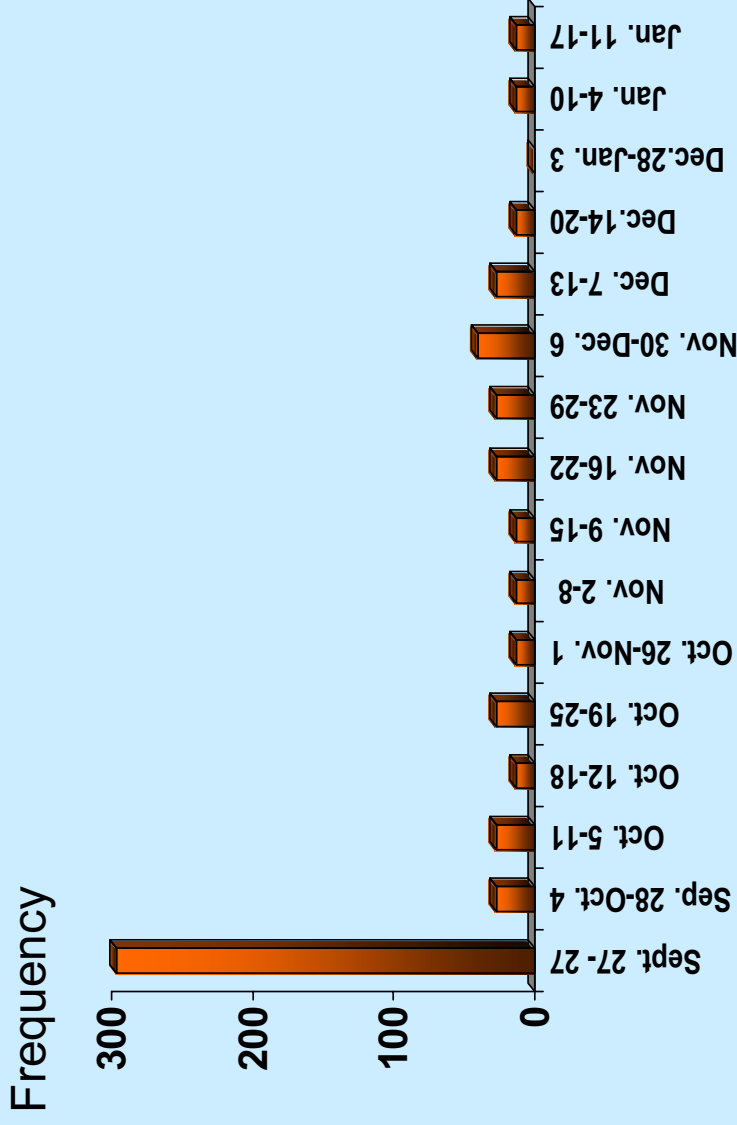 Frequency
300
200
100
0
Sept. 27- 27
Sep. 28-Oct. 4
Oct. 5-11
Oct. 12-18
Oct. 19-25
Oct. 26-Nov. 1
Nov. 2-8
Nov. 9-15
Nov. 16-22
Nov. 23-29
Nov. 30-Dec. 6
Dec. 7-13
Dec.14-20
Dec.28-Jan. 3
Jan. 4-10
Jan. 11-17